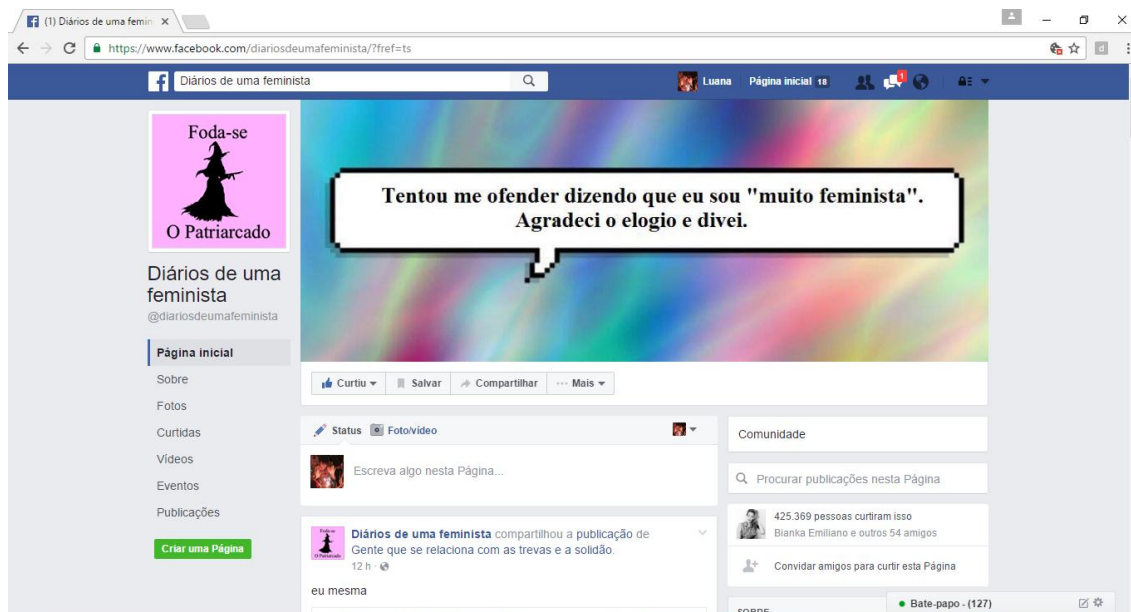 (1) Diários de uma femin
https://www.facebook.com/diariosdeumafeminista/?fref=ts
Diários de uma feminista
Luana
Página inicial 18
1
Foda-se
O Patriarcado
Tentou me ofender dizendo que eu sou "muito feminista".
Agradeci o elogio e divei.
Diários de uma
feminista
@diariosdeumafeminista
Página inicial
Sobre
Fotos
Curtidas
Vídeos
Eventos
Publicações
Criar uma Página
Curtiu
Salvar
Compartilhar
Mais
Status
Foto/vídeo
Escreva algo nesta Página...
Diários de uma feminista compartilhou a publicação de
Gente que se relaciona com as trevas e a solidão.
12 h ·
eu mesma
Comunidade
Procurar publicações nesta Página
425.369 pessoas curtiram isso
Bianka Emiliano e outros 54 amigos
Convidar amigos para curtir esta Página
SOBRE
Bate-papo - (127)